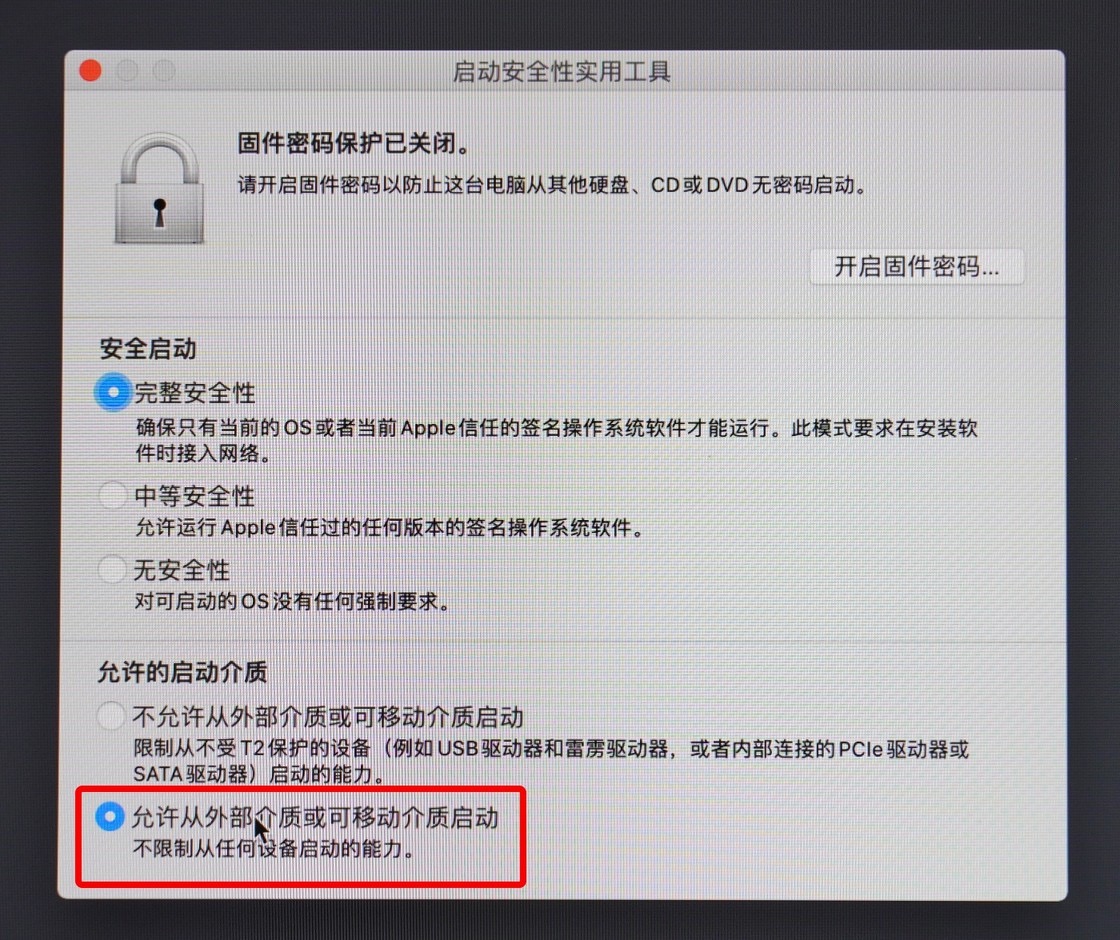 启动安全性实用工具
固件密码保护已关闭。
请开启固件密码以防止这台电脑从其他硬盘、CD或DVD无密码启动。
开启固件密码...
安全启动
完整安全性
确保只有当前的OS或者当前Apple信任的签名操作系统软件才能运行。此模式要求在安装软
件时接入网络。
中等安全性
允许运行Apple信任过的任何版本的签名操作系统软件。
无安全性
对可启动的OS没有任何强制要求。
允许的启动介质
不允许从外部介质或可移动介质启动
限制从不受T2保护的设备（例如USB驱动器和雷雳驱动器，或者内部连接的PCIe驱动器或
SATA驱动器）启动的能力。
允许从外部介质或可移动介质启动
不限制从任何设备启动的能力。